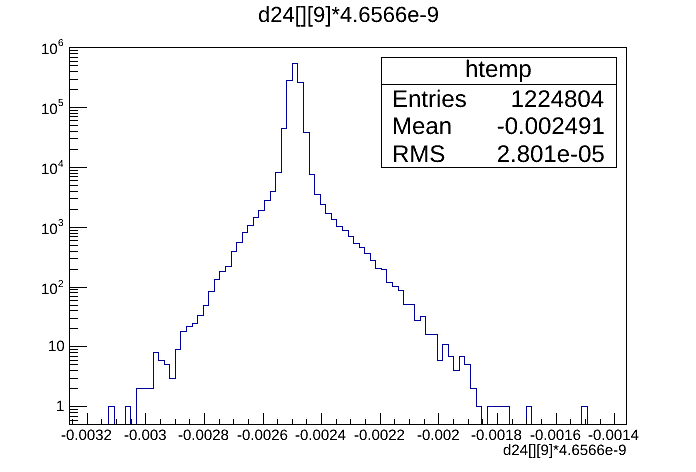 d24[][9]*4.6566e-9
htemp
Entries 1224804
Mean -0.002491
RMS 2.801e-05
10^6
10^5
10^4
10^3
10^2
10
1
-0.0032 -0.003 -0.0028 -0.0026 -0.0024 -0.0022 -0.002 -0.0018 -0.0016 -0.0014
d24[][9]*4.6566e-9